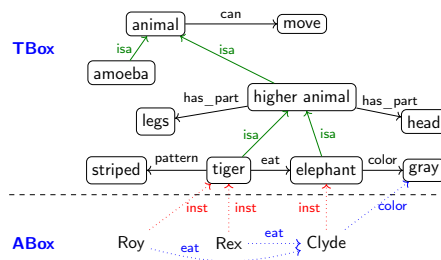 animal
can
move
TBox
isa
isa
amoeba
higher animal
has_part
has_part
legs
head
isa
isa
striped
pattern
tiger
eat
elephant
color
gray
inst
inst
inst
color
ABox
Roy
Rex
eat
Clyde
eat